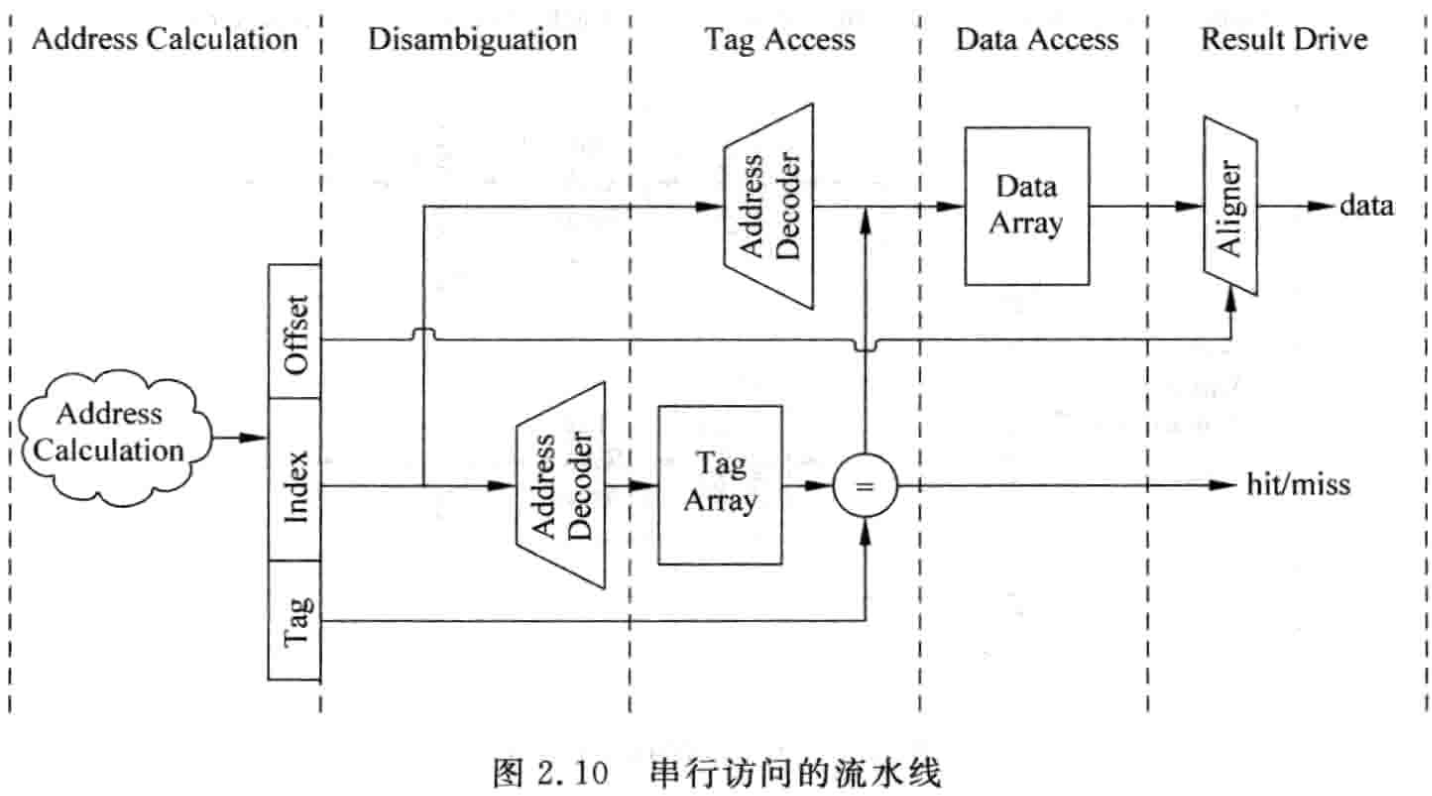 Address Calculation
Disambiguation
Tag Access
Data Access
Result Drive
Address
Decoder
Data
Array
Aligner
data
Offset
Address
Calculation
Index
Address
Decoder
Tag
Array
=
hit/miss
Tag
图 2.10 串行访问的流水线